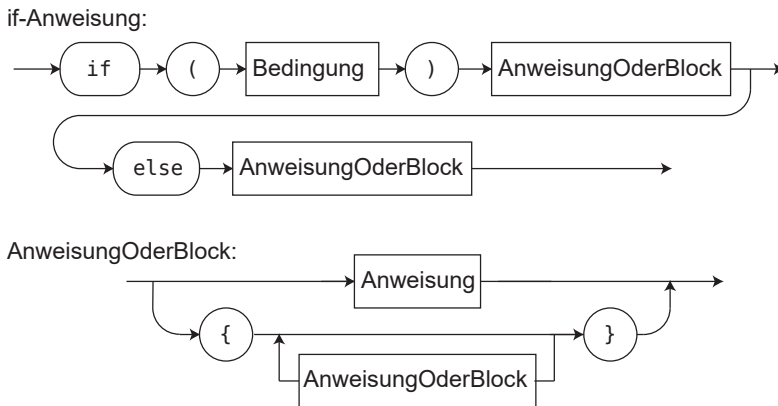 if-Anweisung:
if ( Bedingung ) AnweisungOderBlock
else AnweisungOderBlock
AnweisungOderBlock:
Anweisung
{ }
AnweisungOderBlock